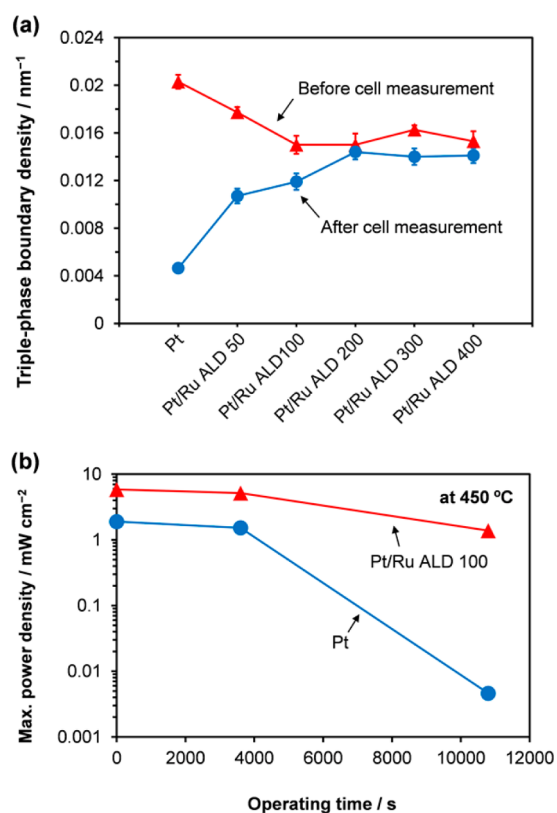 (a)
Triple-phase boundary density / nm⁻¹
0.024
0.02
0.016
0.012
0.008
0.004
0
Before cell measurement
After cell measurement
Pt
Pt/Ru ALD 50
Pt/Ru ALD100
Pt/Ru ALD 200
Pt/Ru ALD 300
Pt/Ru ALD 400
(b)
Max. power density / mW cm⁻²
10
1
0.1
0.01
0.001
at 450 ºC
Pt/Ru ALD 100
Pt
0
2000
4000
6000
8000
10000
12000
Operating time / s